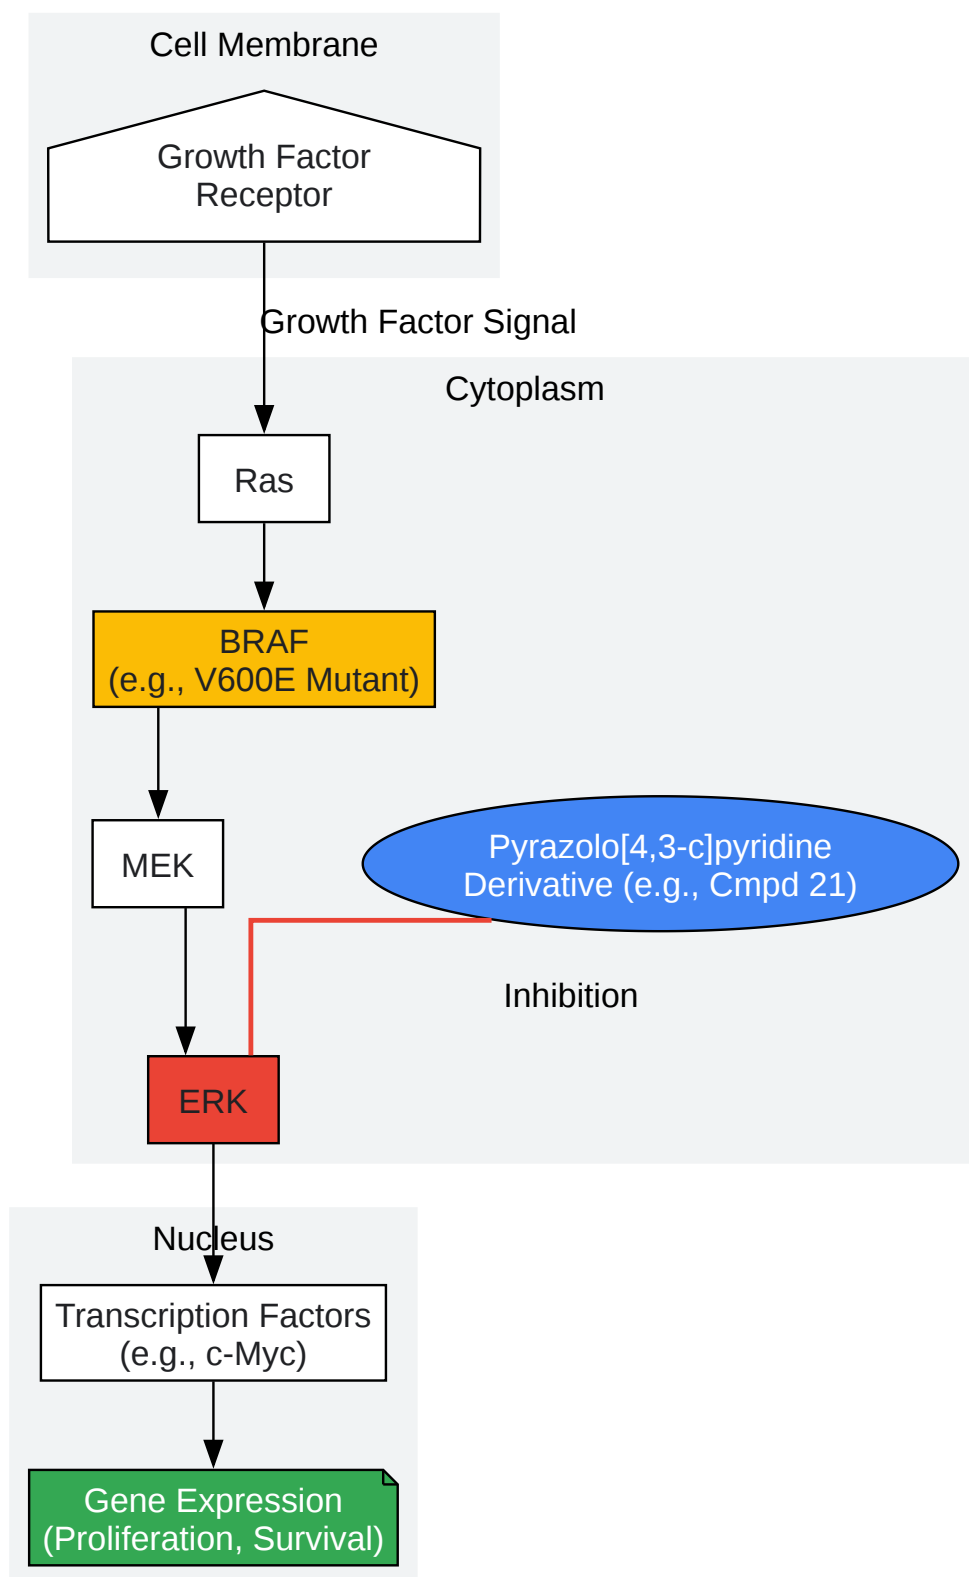 Cell Membrane
Growth Factor
Receptor
Growth Factor Signal
Cytoplasm
Ras
BRAF
(e.g., V600E Mutant)
MEK
Pyrazolo[4,3-c]pyridine
Derivative (e.g., Cmpd 21)
Inhibition
ERK
Nucleus
Transcription Factors
(e.g., c-Myc)
Gene Expression
(Proliferation, Survival)